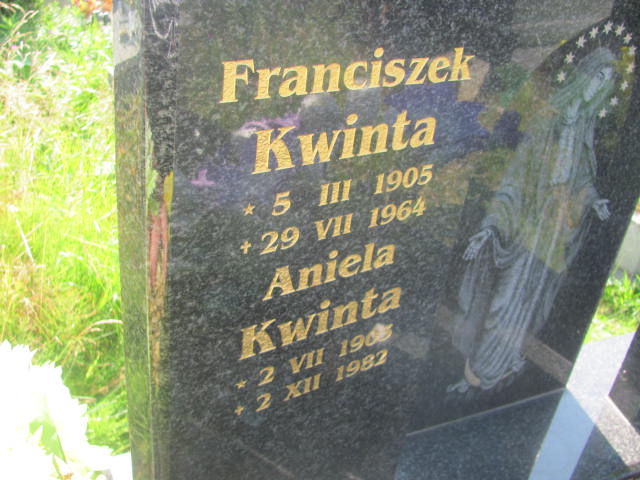 Franciszek
Kwinta
* 5 III 1905
+ 29 VII 1964
Aniela
Kwinta
* 2 VII
+ 2 XII 1982